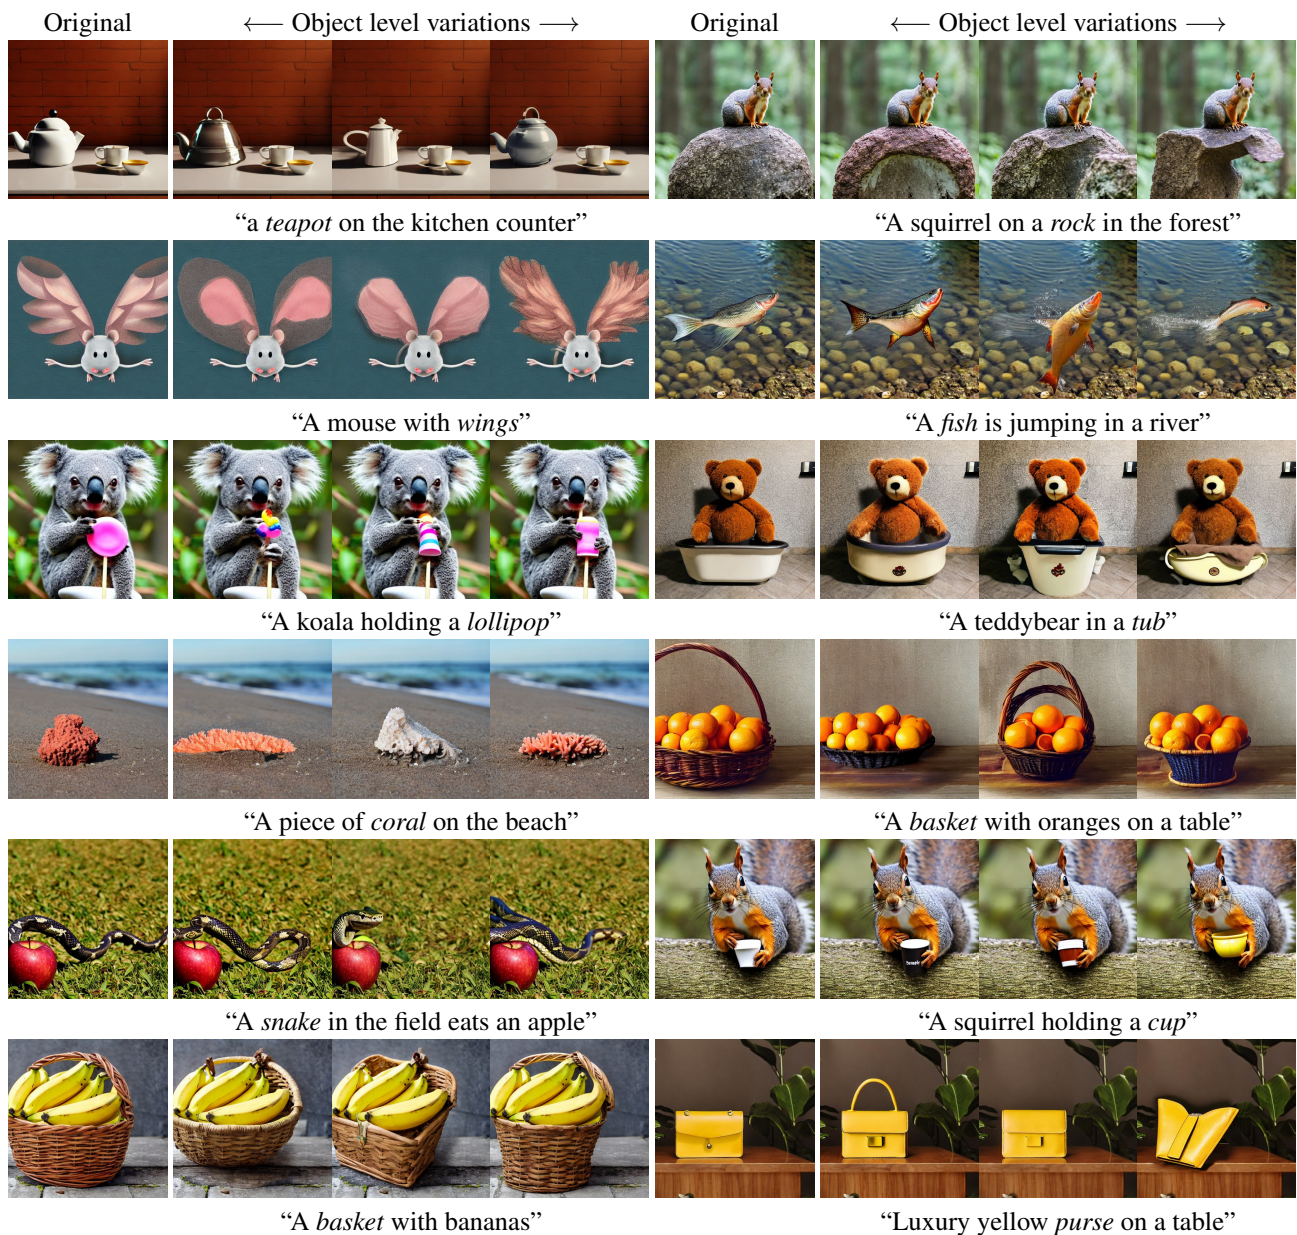 Original ⟵ Object level variations ⟶ Original ⟵ Object level variations ⟶
“a teapot on the kitchen counter” “A squirrel on a rock in the forest”
“A mouse with wings” “A fish is jumping in a river”
“A koala holding a lollipop” “A teddybear in a tub”
“A piece of coral on the beach” “A basket with oranges on a table”
“A snake in the field eats an apple” “A squirrel holding a cup”
“A basket with bananas” “Luxury yellow purse on a table”